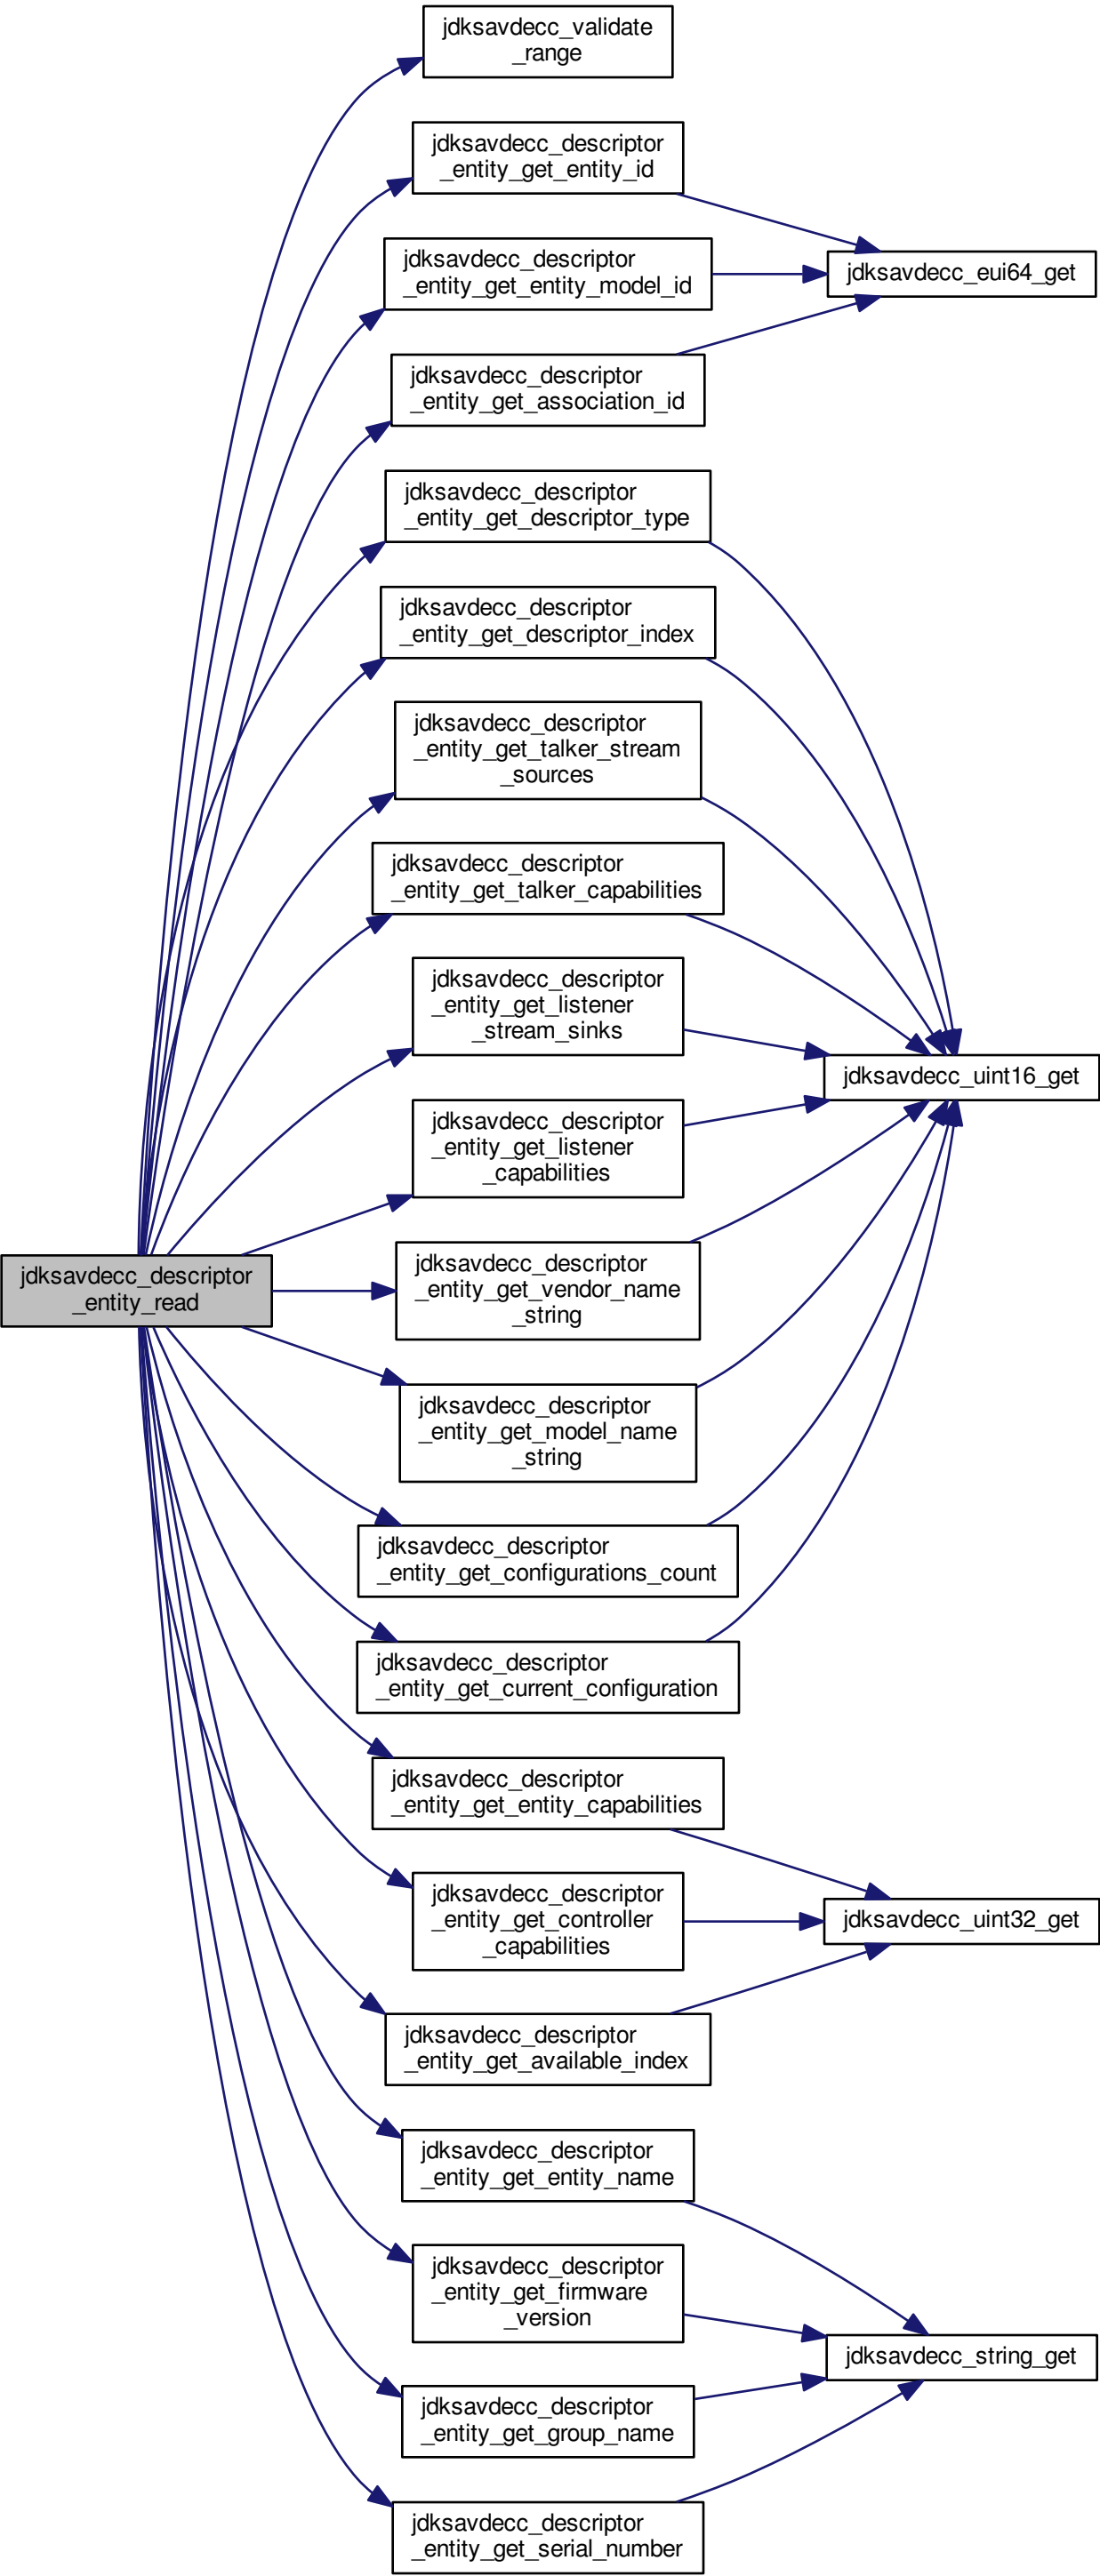 jdksavdecc_validate
_range
jdksavdecc_descriptor
_entity_get_entity_id
jdksavdecc_descriptor
_entity_get_entity_model_id
jdksavdecc_eui64_get
jdksavdecc_descriptor
_entity_get_association_id
jdksavdecc_descriptor
_entity_get_descriptor_type
jdksavdecc_descriptor
_entity_get_descriptor_index
jdksavdecc_descriptor
_entity_get_talker_stream
_sources
jdksavdecc_descriptor
_entity_get_talker_capabilities
jdksavdecc_descriptor
_entity_get_listener
_stream_sinks
jdksavdecc_uint16_get
jdksavdecc_descriptor
_entity_get_listener
_capabilities
jdksavdecc_descriptor
_entity_read
jdksavdecc_descriptor
_entity_get_vendor_name
_string
jdksavdecc_descriptor
_entity_get_model_name
_string
jdksavdecc_descriptor
_entity_get_configurations_count
jdksavdecc_descriptor
_entity_get_current_configuration
jdksavdecc_descriptor
_entity_get_entity_capabilities
jdksavdecc_descriptor
_entity_get_controller
_capabilities
jdksavdecc_uint32_get
jdksavdecc_descriptor
_entity_get_available_index
jdksavdecc_descriptor
_entity_get_entity_name
jdksavdecc_descriptor
_entity_get_firmware
_version
jdksavdecc_string_get
jdksavdecc_descriptor
_entity_get_group_name
jdksavdecc_descriptor
_entity_get_serial_number